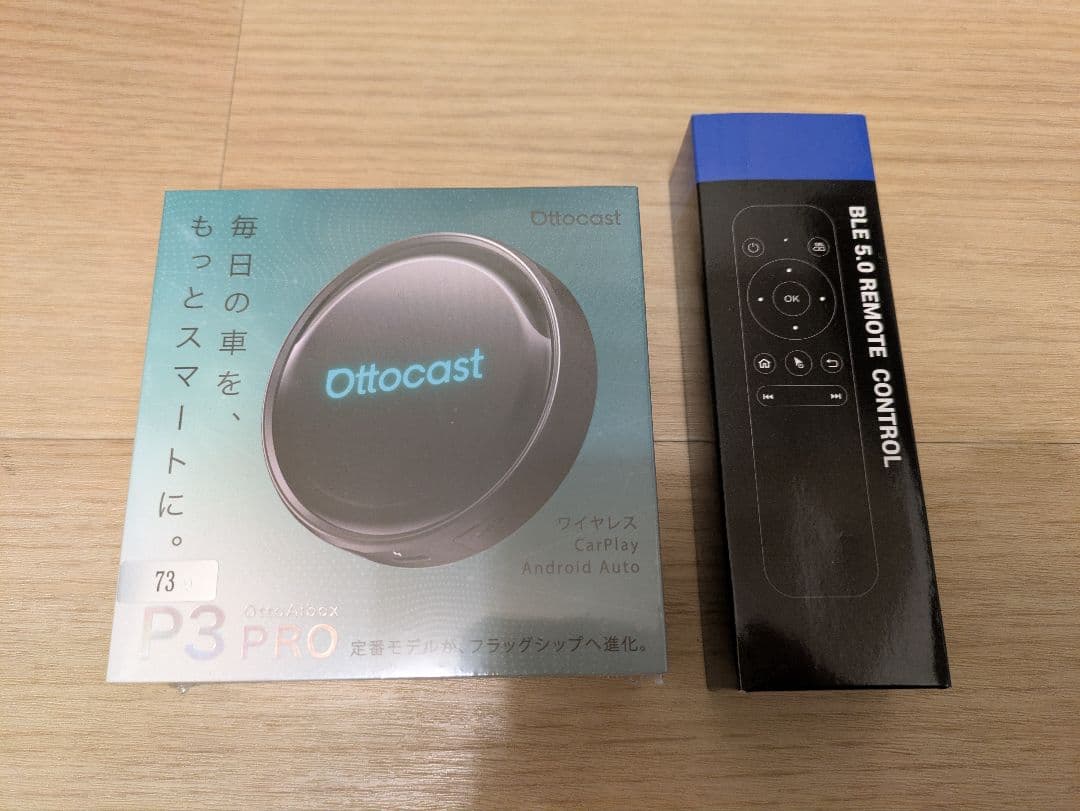 毎日の車を、
もっとスマートに。
Ottocast
Ottocast
ワイヤレス
CarPlay
Android Auto
73
P3
OttoAibox
PRO
定番モデルが、フラッグシップへ進化。
BLE 5.0 REMOTE CONTROL
OK